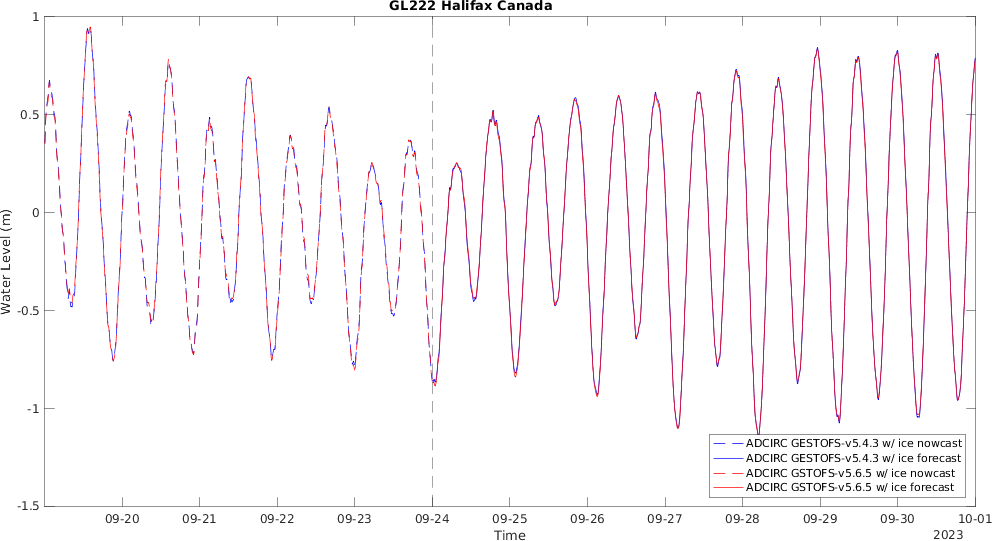 GL222 Halifax Canada
1
0.5
0
-0.5
-1
-1.5
Water Level (m)
ADCIRC GESTOFS-v5.4.3 w/ ice nowcast
ADCIRC GESTOFS-v5.4.3 w/ ice forecast
ADCIRC GSTOFS-v5.6.5 w/ ice nowcast
ADCIRC GSTOFS-v5.6.5 w/ ice forecast
09-20 09-21 09-22 09-23 09-24 09-25 09-26 09-27 09-28 09-29 09-30 10-01
Time
2023